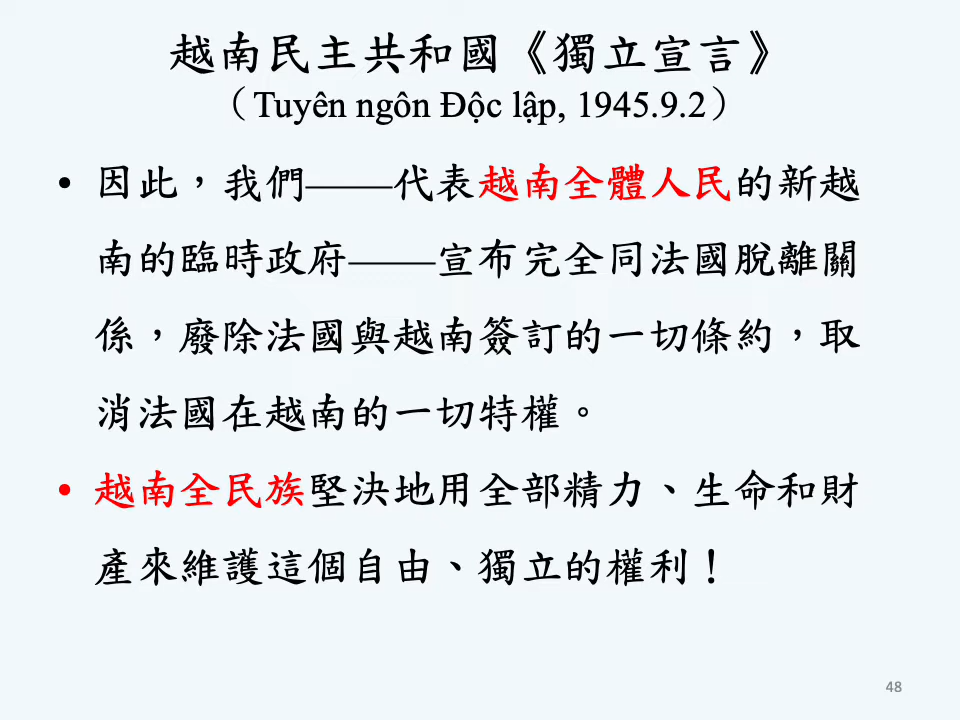 越南民主共和國《獨立宣言》
（Tuyên ngôn Độc lập, 1945.9.2）
• 因此，我們——代表越南全體人民的新越
南的臨時政府——宣布完全同法國脫離關
係，廢除法國與越南簽訂的一切條約，取
消法國在越南的一切特權。
• 越南全民族堅決地用全部精力、生命和財
產來維護這個自由、獨立的權利！
48